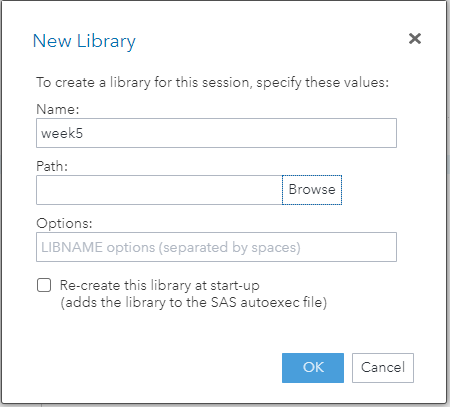 New Library
To create a library for this session, specify these values:
Name:
week5
Path:
Browse
Options:
LIBNAME options (separated by spaces)
Re-create this library at start-up
(adds the library to the SAS autoexec file)
OK Cancel